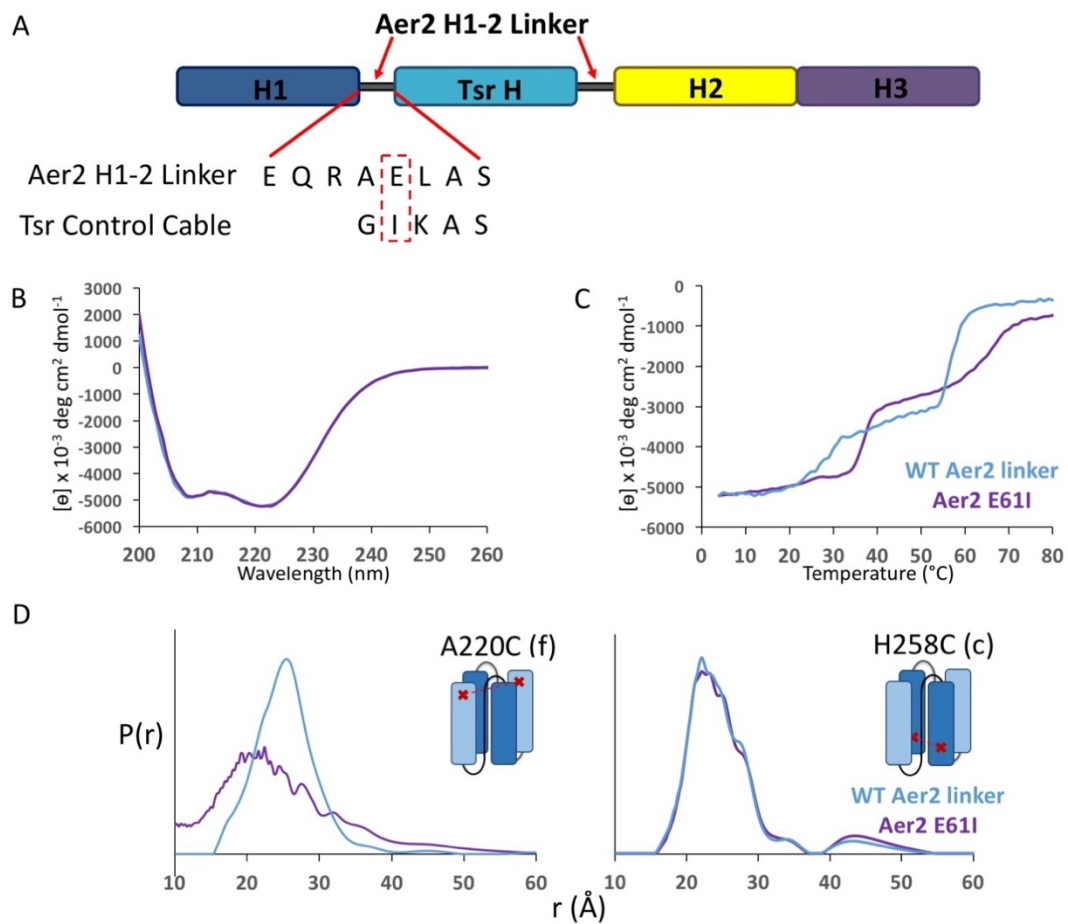 A
Aer2 H1-2 Linker
H1 Tsr H H2 H3
Aer2 H1-2 Linker E Q R A E L A S
Tsr Control Cable G I K A S
B
[ɵ] x 10⁻³ deg cm² dmol⁻¹
3000
2000
1000
0
-1000
-2000
-3000
-4000
-5000
-6000
200 210 220 230 240 250 260
Wavelength (nm)
C
[ɵ] x 10⁻³ deg cm² dmol⁻¹
0
-1000
-2000
-3000
-4000
-5000
-6000
WT Aer2 linker
Aer2 E61I
0 10 20 30 40 50 60 70 80
Temperature (°C)
D
P(r)
A220C (f)
10 20 30 40 50 60
H258C (c)
WT Aer2 linker
Aer2 E61I
10 20 30 40 50 60
r (Å)